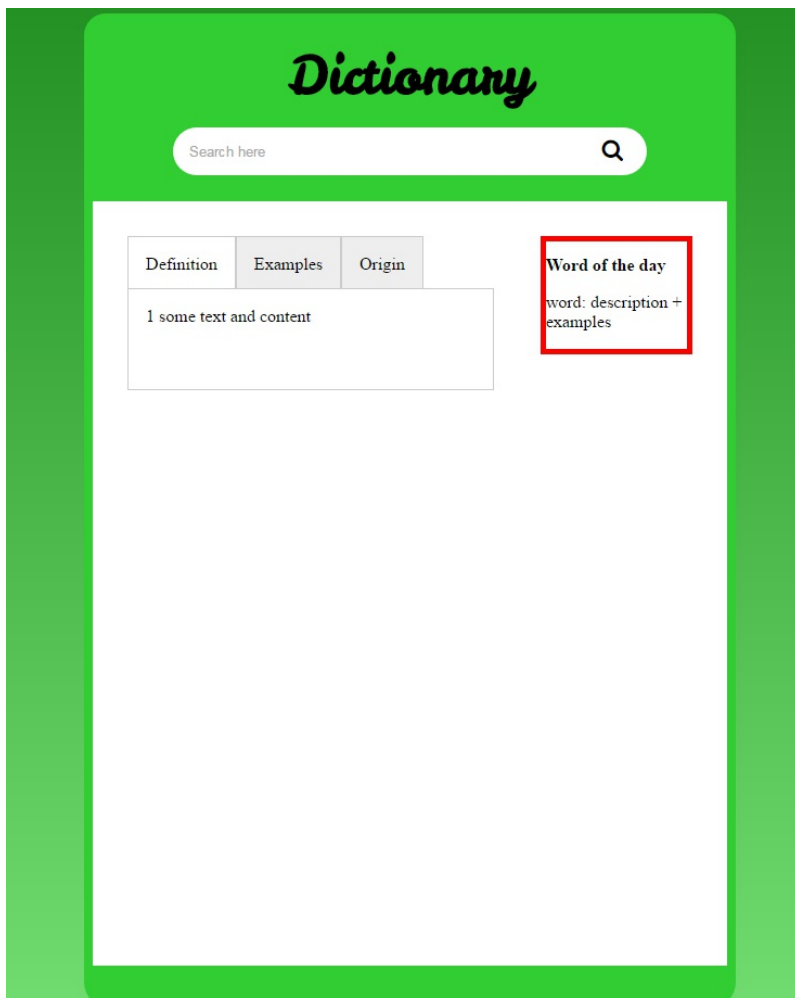 Dictionary
Search here
Definition Examples Origin
1 some text and content
Word of the day
word: description +
examples